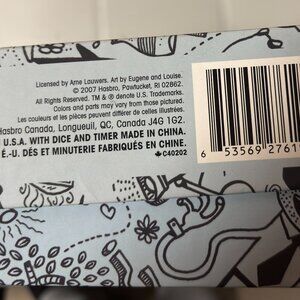 Licensed by Arne Lauwers. Art by Eugene and Louise.
© 2007 Hasbro, Pawtucket, RI 02862.
All Rights Reserved. TM & ® denote U.S. Trademarks.
Colors and parts may vary from those pictured.
Les couleurs et les pièces peuvent différer de celles illustrées.
Hasbro Canada, Longueuil, QC, Canada J4G 1G2.
U.S.A. WITH DICE AND TIMER MADE IN CHINA.
É.-U. DÉS ET MINUTERIE FABRIQUÉS EN CHINE.
C40202
6 53569 2761